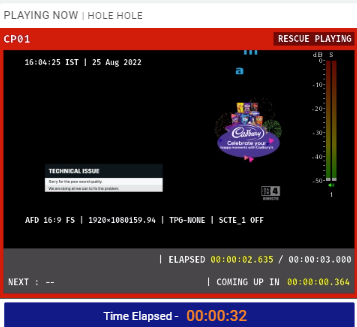 PLAYING NOW | HOLE HOLE
CP01
RESCUE PLAYING
16:04:25 IST | 25 Aug 2022
a
dB S
0
-10
-20
-30
-40
-50
Cadbury
Celebrate your
happy moments with Cadbury's
TECHNICAL ISSUE
Sorry for the poor sound quality.
We are doing all we can to fix the problem.
4
AFD 16:9 FS | 1920×1080i59.94 | TPG-NONE | SCTE_1 OFF
| ELAPSED 00:00:02.635 / 00:00:03.000
NEXT : --
| COMING UP IN 00:00:00.364
Time Elapsed - 00:00:32